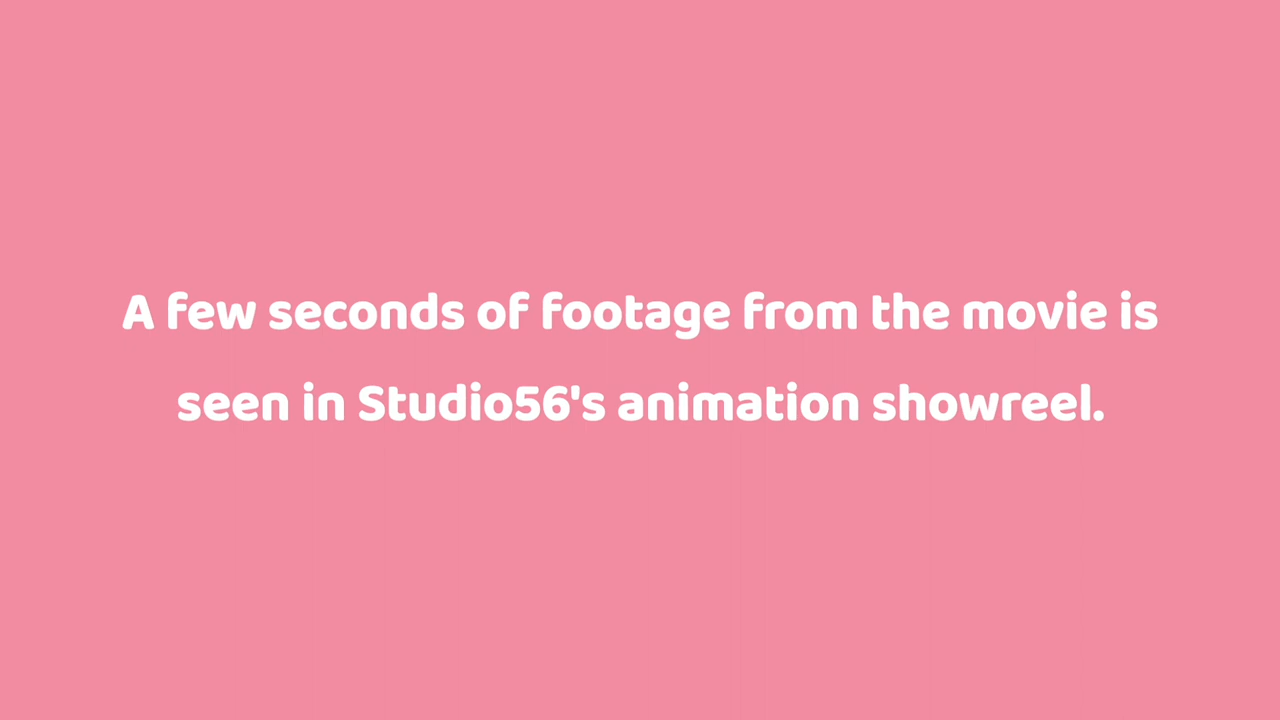 A few seconds of footage from the movie is
seen in Studio56's animation showreel.